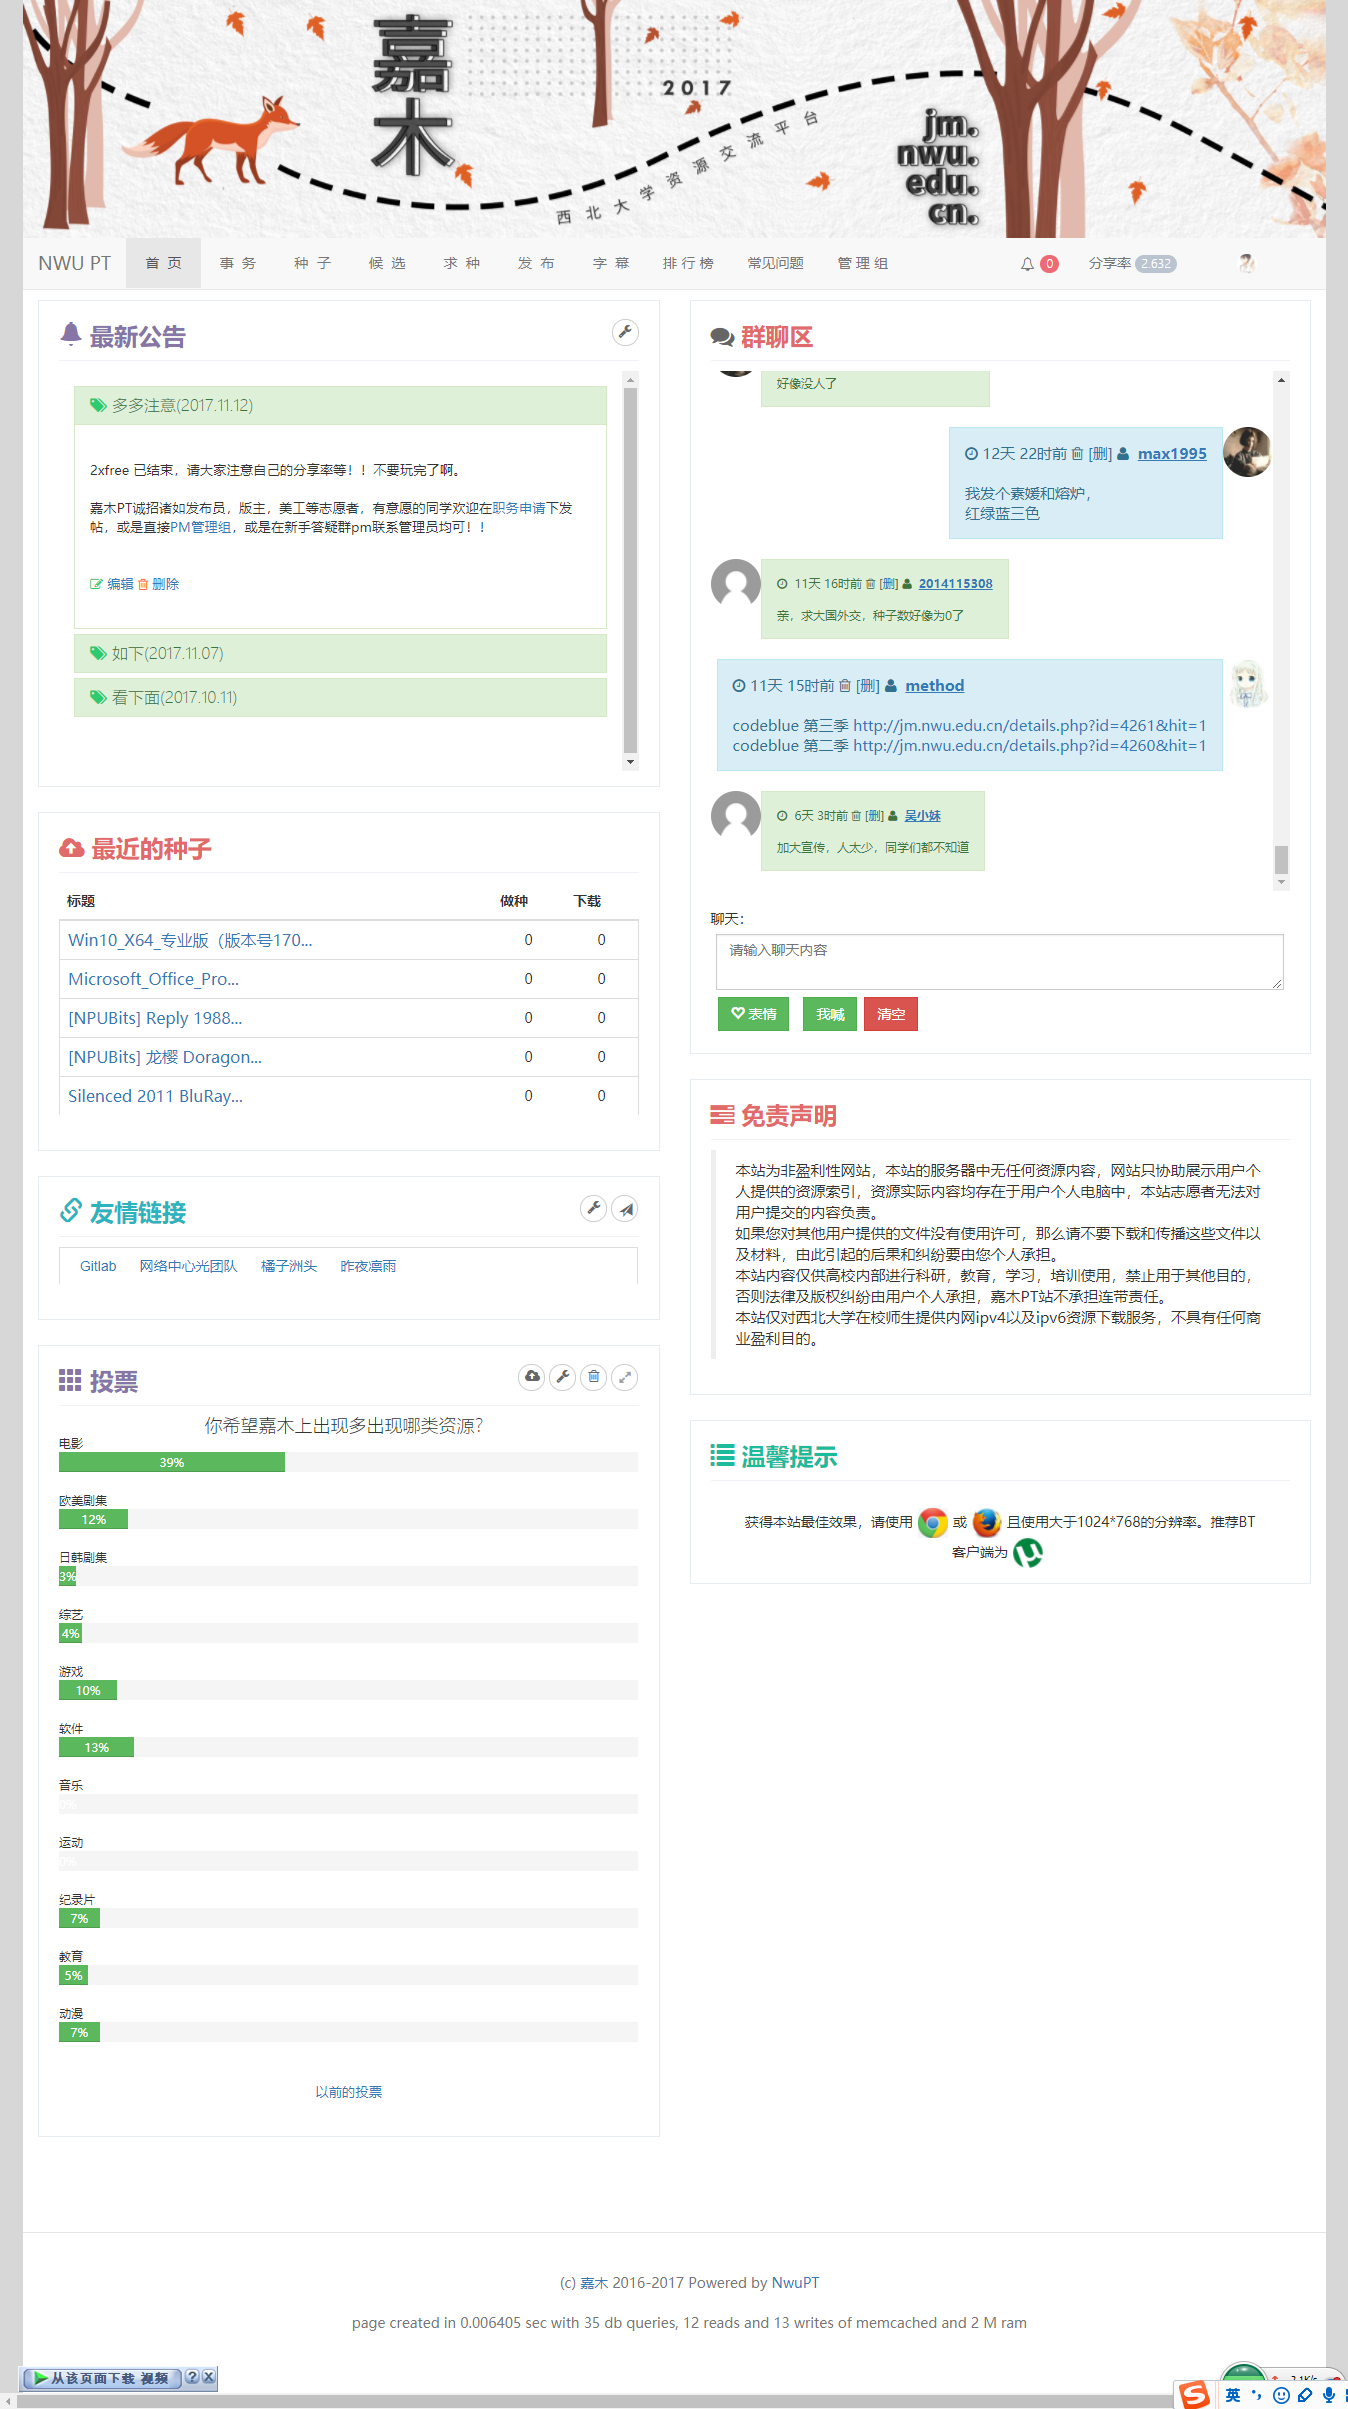 嘉木
2017
西北大学资源交流平台
jm.
nwu.
edu.
cn.
NWU PT 首 页 事 务 种 子 候 选 求 种 发 布 字 幕 排 行 榜 常见问题 管 理 组 0 分享率 2.632
最新公告
多多注意(2017.11.12)
2xfree 已结束，请大家注意自己的分享率等！！不要玩完了啊。
嘉木PT诚招诸如发布员，版主，美工等志愿者，有意愿的同学欢迎在职务申请下发
帖，或是直接PM管理组，或是在新手答疑群pm联系管理员均可！！
编辑 删除
如下(2017.11.07)
看下面(2017.10.11)
最近的种子
标题 做种 下载
Win10_X64_专业版（版本号170... 0 0
Microsoft_Office_Pro... 0 0
[NPUBits] Reply 1988... 0 0
[NPUBits] 龙樱 Doragon... 0 0
Silenced 2011 BluRay... 0 0
友情链接
Gitlab 网络中心光团队 橘子洲头 昨夜凛雨
投票
你希望嘉木上出现多出现哪类资源?
电影
39%
欧美剧集
12%
日韩剧集
3%
综艺
4%
游戏
10%
软件
13%
音乐
0%
运动
0%
纪录片
7%
教育
5%
动漫
7%
以前的投票
群聊区
好像没人了
12天 22时前 [删] max1995
我发个素媛和熔炉，
红绿蓝三色
11天 16时前 [删] 2014115308
亲，求大国外交，种子数好像为0了
11天 15时前 [删] method
codeblue 第三季 http://jm.nwu.edu.cn/details.php?id=4261&hit=1
codeblue 第二季 http://jm.nwu.edu.cn/details.php?id=4260&hit=1
6天 3时前 [删] 吴小妹
加大宣传，人太少，同学们都不知道
聊天:
请输入聊天内容
表情 我喊 清空
免责声明
本站为非盈利性网站，本站的服务器中无任何资源内容，网站只协助展示用户个
人提供的资源索引，资源实际内容均存在于用户个人电脑中，本站志愿者无法对
用户提交的内容负责。
如果您对其他用户提供的文件没有使用许可，那么请不要下载和传播这些文件以
及材料，由此引起的后果和纠纷要由您个人承担。
本站内容仅供高校内部进行科研，教育，学习，培训使用，禁止用于其他目的，
否则法律及版权纠纷由用户个人承担，嘉木PT站不承担连带责任。
本站仅对西北大学在校师生提供内网ipv4以及ipv6资源下载服务，不具有任何商
业盈利目的。
温馨提示
获得本站最佳效果，请使用 或 且使用大于1024*768的分辨率。推荐BT
客户端为
(c) 嘉木 2016-2017 Powered by NwuPT
page created in 0.006405 sec with 35 db queries, 12 reads and 13 writes of memcached and 2 M ram
从该页面下载 视频 ? X
英